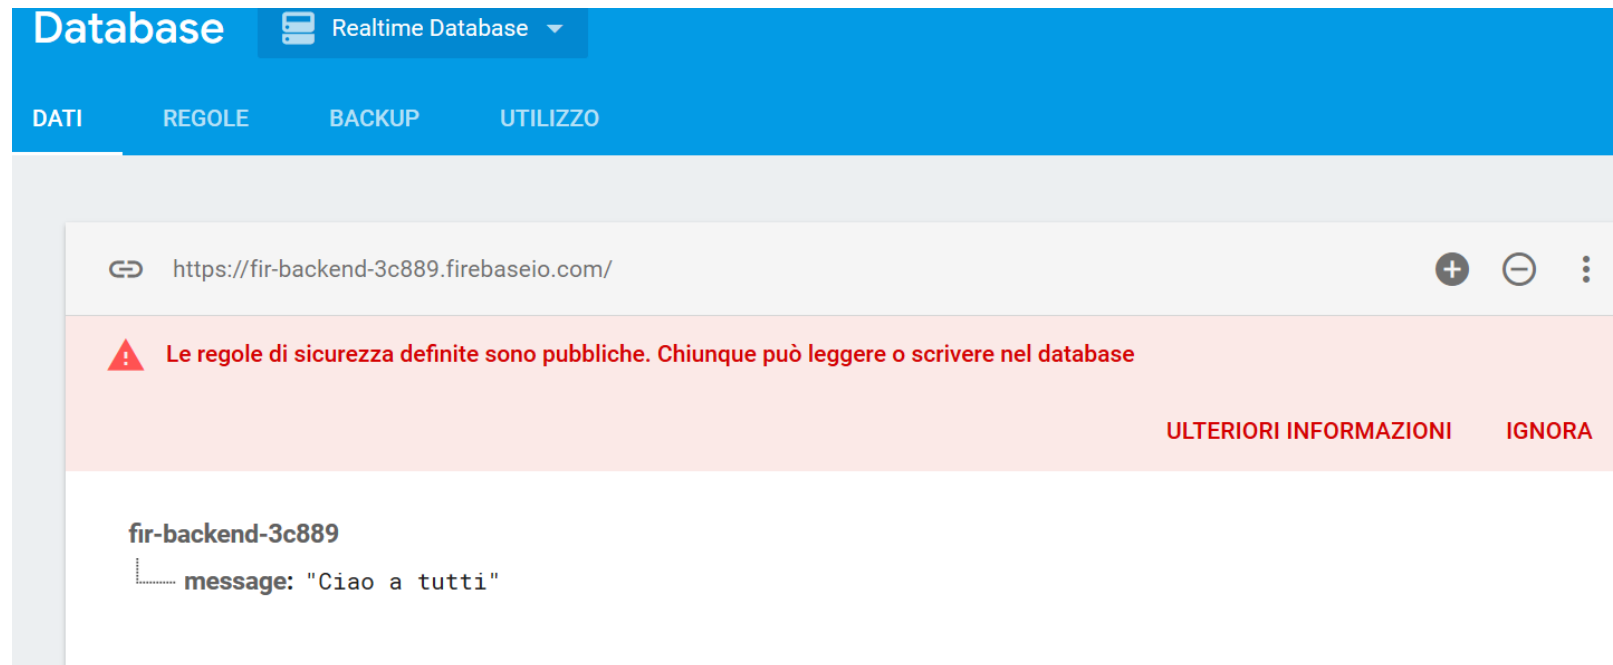 Database Realtime Database
DATI REGOLE BACKUP UTILIZZO
https://fir-backend-3c889.firebaseio.com/
Le regole di sicurezza definite sono pubbliche. Chiunque può leggere o scrivere nel database
ULTERIORI INFORMAZIONI IGNORA
fir-backend-3c889
message: "Ciao a tutti"